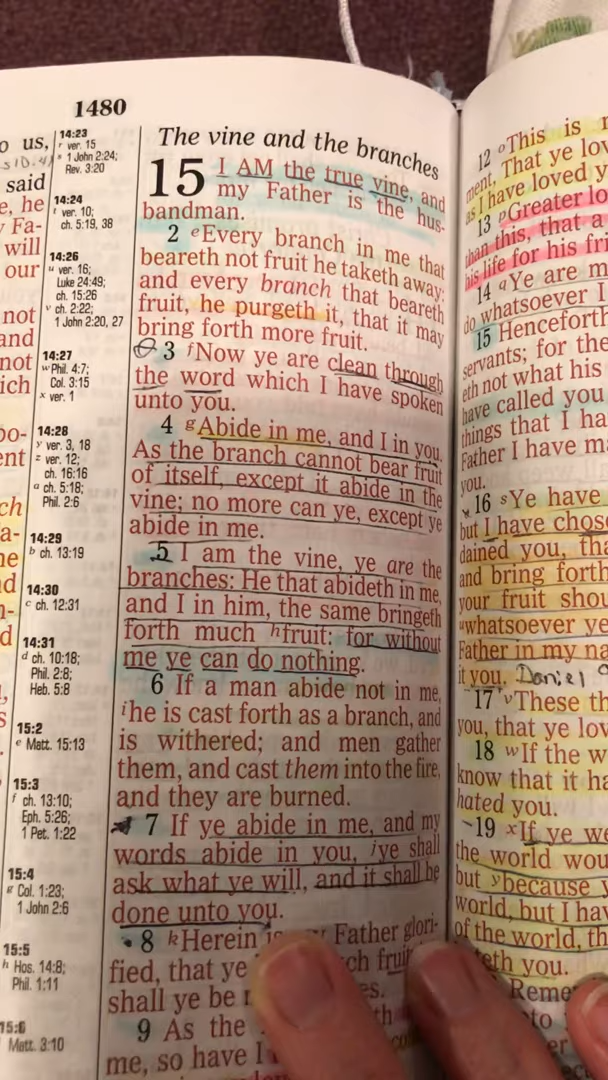 1480
o us,
said
e, he
Fa-
will
our
not
and
not
ich
oo-
ent
ch
a-
ne
nd
n-
d
14:23
r ver. 15
s 1 John 2:24;
Rev. 3:20
14:24
t ver. 10;
ch. 5:19, 38
14:26
u ver. 16;
Luke 24:49;
ch. 15:26
v ch. 2:22;
1 John 2:20, 27
14:27
w Phil. 4:7;
Col. 3:15
x ver. 1
14:28
y ver. 3, 18
z ver. 12;
ch. 16:16
a ch. 5:18;
Phil. 2:6
14:29
b ch. 13:19
14:30
c ch. 12:31
14:31
d ch. 10:18;
Phil. 2:8;
Heb. 5:8
15:2
e Matt. 15:13
15:3
f ch. 13:10;
Eph. 5:26;
1 Pet. 1:22
15:4
g Col. 1:23;
1 John 2:6
15:5
h Hos. 14:8;
Phil. 1:11
15:6
Matt. 3:10
The vine and the branches
15 I AM the true vine, and
my Father is the hus-
bandman.
2 e Every branch in me that
beareth not fruit he taketh away:
and every branch that beareth
fruit, he purgeth it, that it may
bring forth more fruit.
3 f Now ye are clean through
the word which I have spoken
unto you.
4 g Abide in me, and I in you.
As the branch cannot bear fruit
of itself, except it abide in the
vine; no more can ye, except ye
abide in me.
5 I am the vine, ye are the
branches: He that abideth in me,
and I in him, the same bringeth
forth much h fruit: for without
me ye can do nothing.
6 If a man abide not in me,
i he is cast forth as a branch, and
is withered; and men gather
them, and cast them into the fire,
and they are burned.
7 If ye abide in me, and my
words abide in you, j ye shall
ask what ye will, and it shall be
done unto you.
8 k Herein is Father glori-
fied, that ye ch fruit
shall ye be es.
9 As the
me, so have I
12 o This is
ment, That ye lov
as I have loved y
13 p Greater lo
than this, that a
his life for his fri
14 q Ye are m
do whatsoever I
15 Henceforth
servants; for the
eth not what his
have called you
things that I ha
Father I have ma
you.
16 s Ye have
but I have chose
dained you, tha
and bring forth
your fruit shou
u whatsoever ye
Father in my na
it you. Daniel
17 v These th
you, that ye lov
18 w If the w
know that it ha
hated you.
19 x If ye we
the world wou
but y because y
world, but I hav
of the world, th
teth you.
Reme